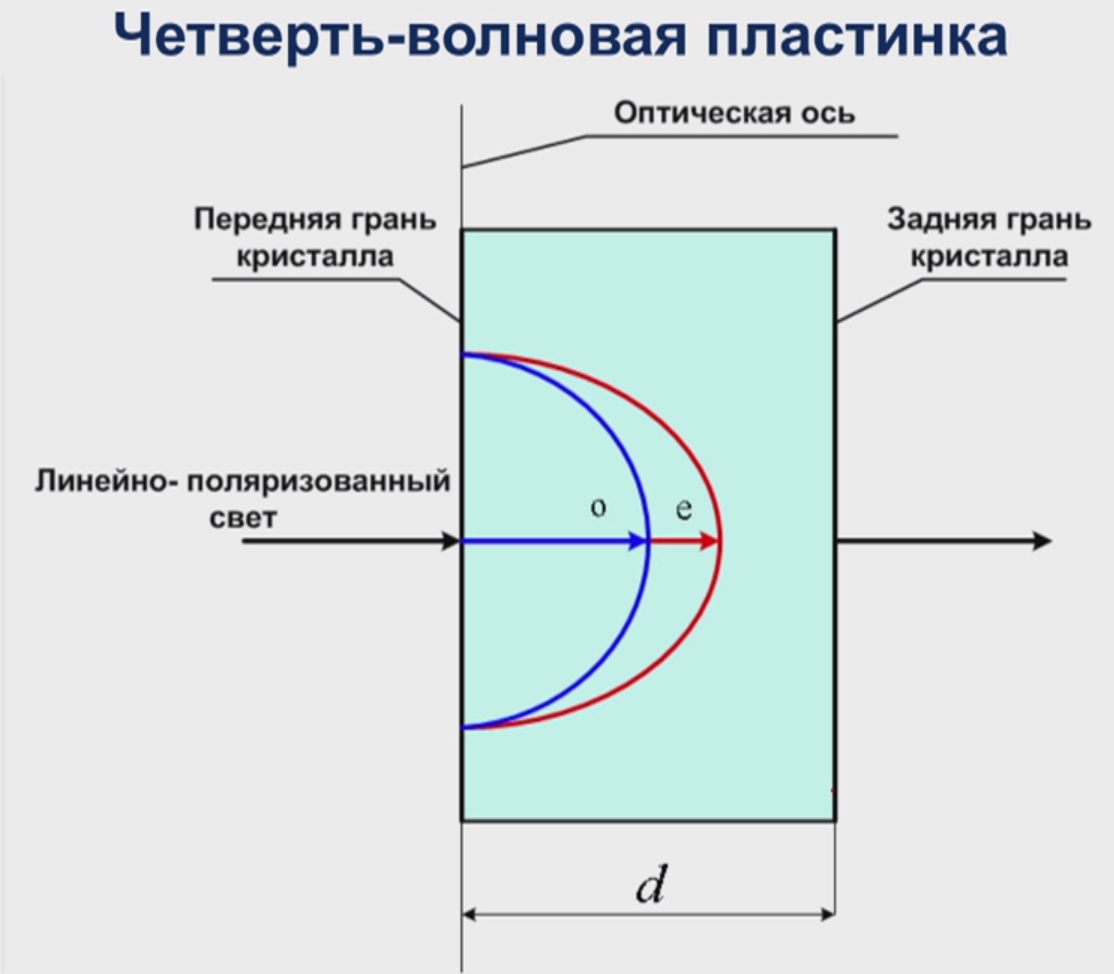 Четверть-волновая пластинка
Оптическая ось
Передняя грань
кристалла
Задняя грань
кристалла
Линейно- поляризованный
свет
o
e
d